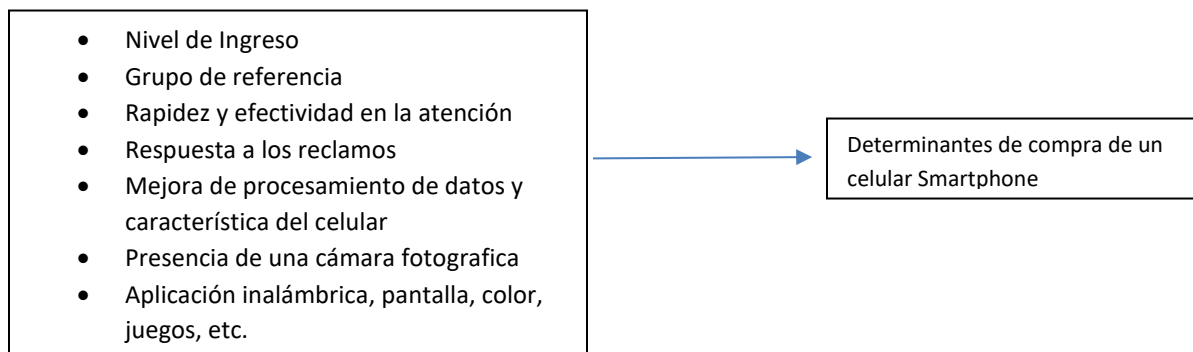 • Nivel de Ingreso
• Grupo de referencia
• Rapidez y efectividad en la atención
• Respuesta a los reclamos
• Mejora de procesamiento de datos y
característica del celular
• Presencia de una cámara fotografica
• Aplicación inalámbrica, pantalla, color,
juegos, etc.
Determinantes de compra de un
celular Smartphone